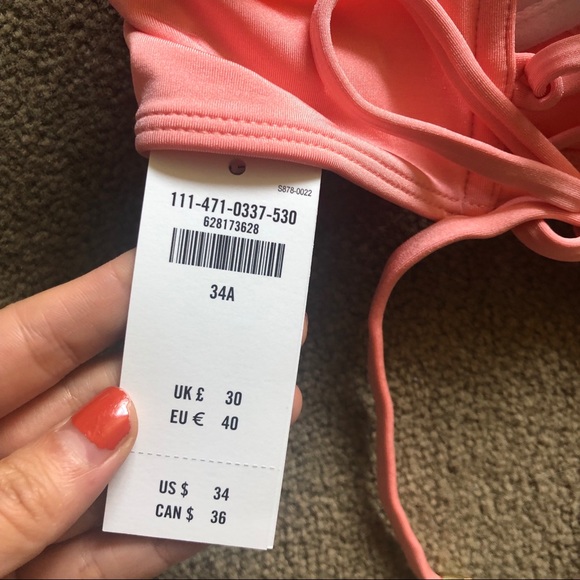 S878-0022
111-471-0337-530
628173628
34A
UK £ 30
EU € 40
US $ 34
CAN $ 36